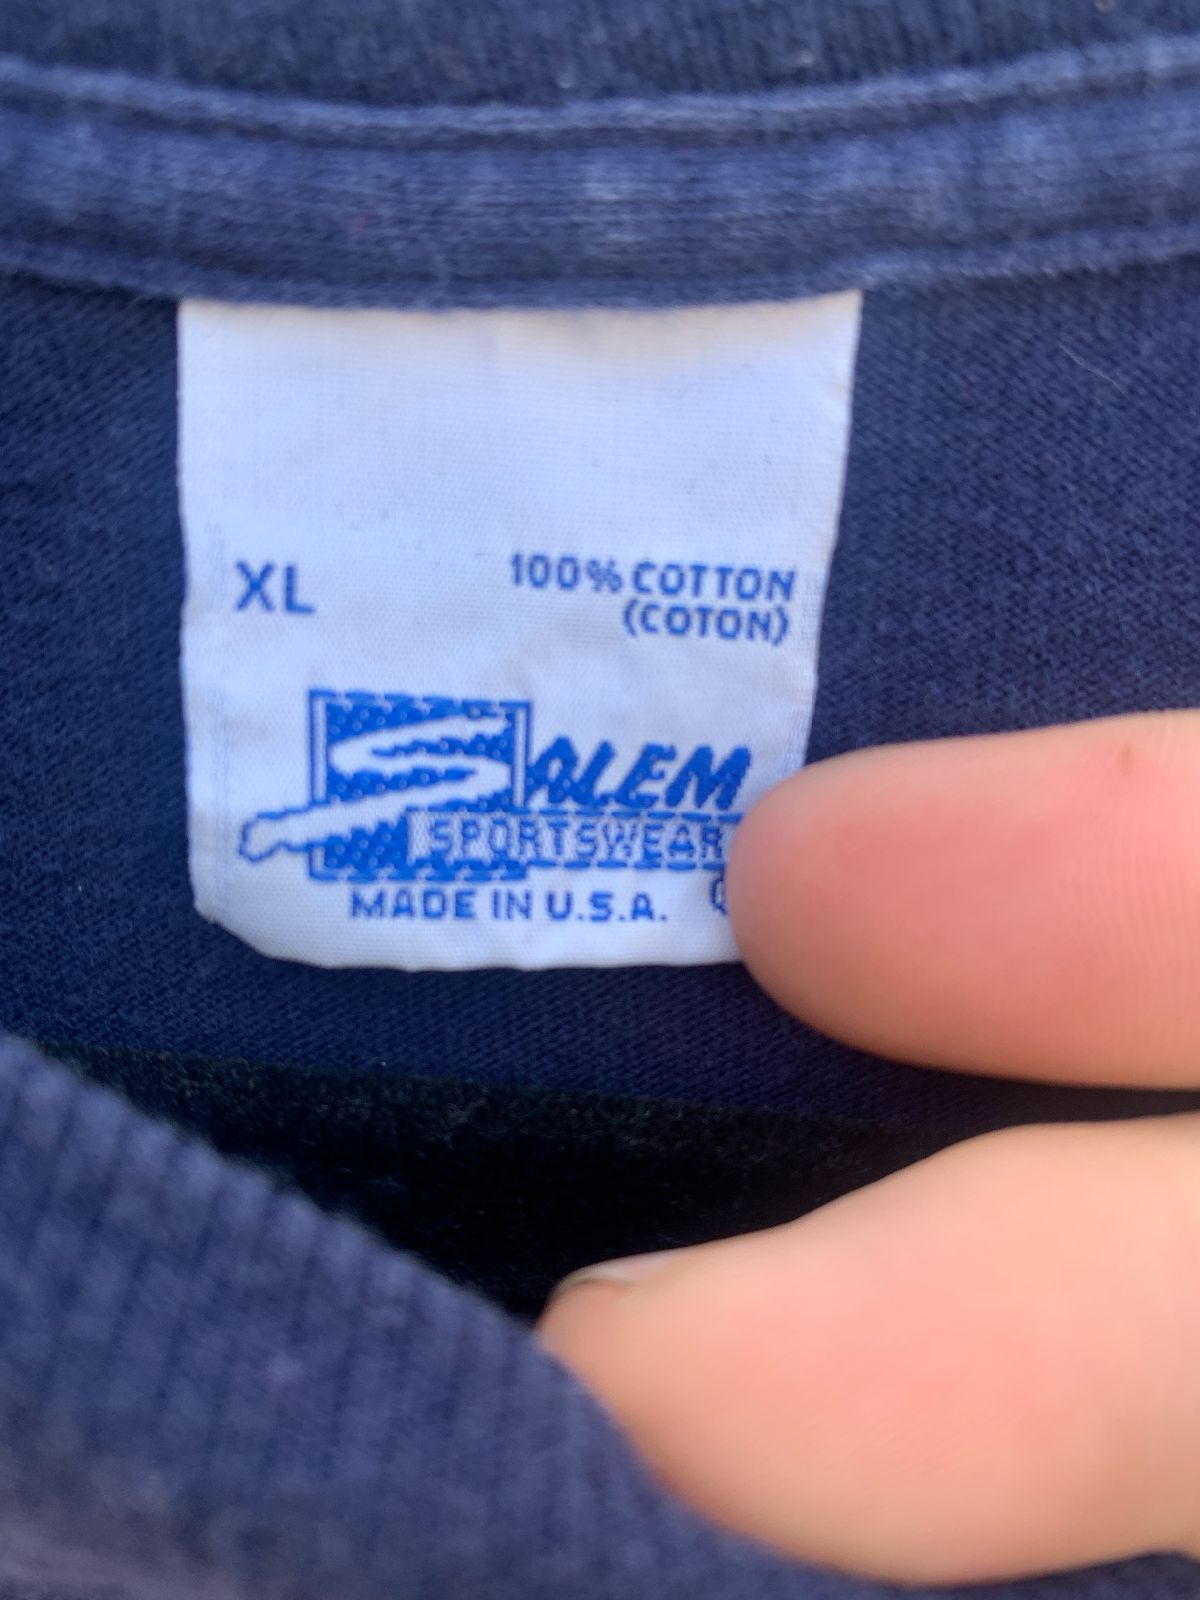 XL
100% COTTON
(COTON)
SALEM
SPORTSWEAR
MADE IN U.S.A.